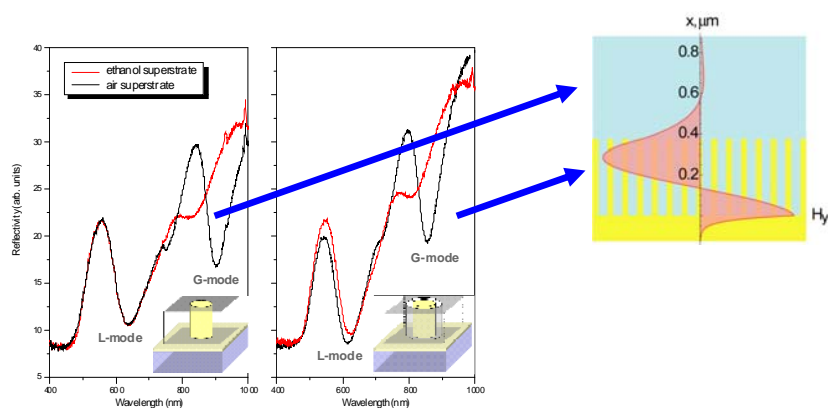 x, μm
0.8
0.6
0.4
0.2
Hy
40
35
30
25
20
15
10
5
Reflectivity (arb. units)
ethanol superstrate
air superstrate
G-mode
L-mode
400 600 800 1000
Wavelength (nm)
G-mode
L-mode
400 600 800 1000
Wavelength (nm)